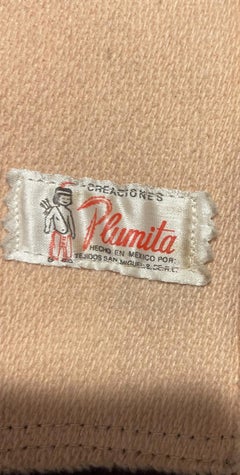 CREACIONES
Plumita
HECHO EN MEXICO POR:
TEJIDOS SAN MIGUEL S. DE R.L.